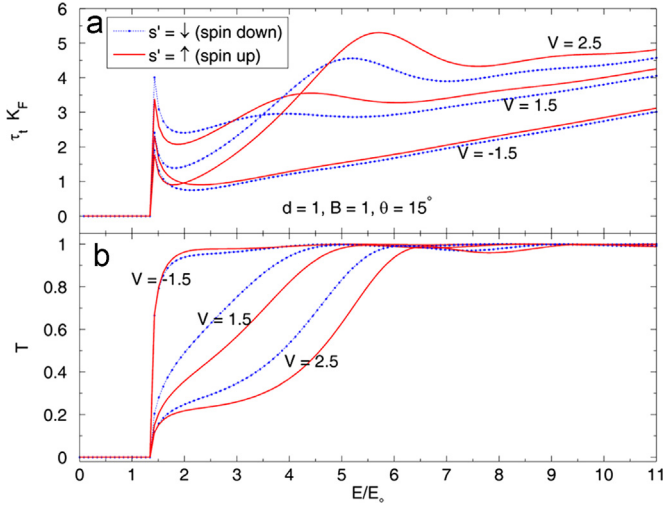 a
s' = ↓ (spin down)
s' = ↑ (spin up)
V = 2.5
V = 1.5
V = -1.5
d = 1, B = 1, θ = 15°
τt KF
6
5
4
3
2
1
0
b
V = -1.5
V = 1.5
V = 2.5
T
1
0.8
0.6
0.4
0.2
0
0 1 2 3 4 5 6 7 8 9 10 11
E/E₀